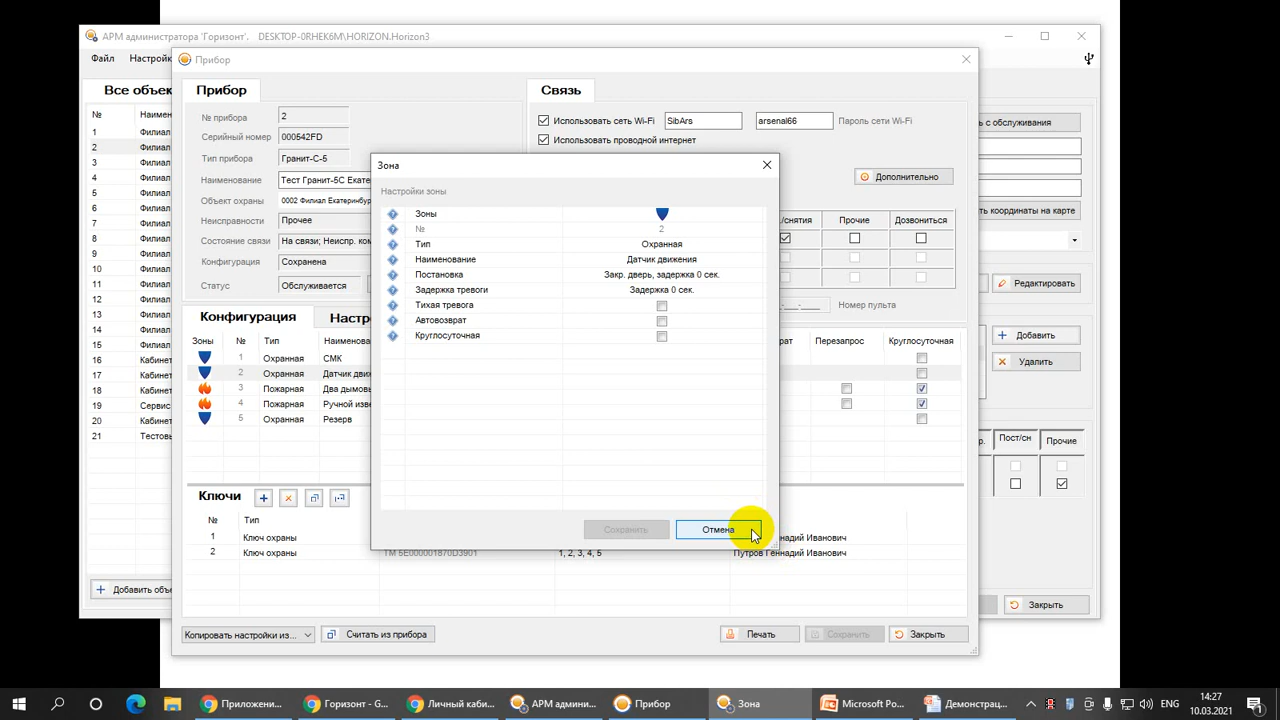 АРМ администратора 'Горизонт'. DESKTOP-0RHEK6M\HORIZON.Horizon3
Файл Настройк
Прибор
Все объек
№ Наимен
1 Филиал
2 Филиал
3 Филиал
4 Филиал
5 Филиал
6 Филиал
7 Филиал
8 Филиал
9 Филиал
10 Филиал
11 Филиал
12 Филиал
13 Филиал
14 Филиал
15 Филиал
16 Кабинет
17 Кабинет
18 Кабинет
19 Сервис
20 Кабинет
21 Тестовь
Добавить объе
Прибор
№ прибора 2
Серийный номер 000542FD
Тип прибора Гранит-С-5
Наименование Тест Гранит-5С Екате
Объект охраны 0002 Филиал Екатеринбур
Неисправности Прочее
Состояние связи На связи; Неиспр. ком
Конфигурация Сохранена
Статус Обслуживается
Связь
Использовать сеть Wi-Fi SibArs arsenal66 Пароль сети Wi-Fi
Использовать проводной интернет
Дополнительно
/снятия Прочие Дозвониться
Номер пульта
Конфигурация Настро
Зоны № Тип Наименова
1 Охранная СМК
2 Охранная Датчик дви
3 Пожарная Два дымовь
4 Пожарная Ручной изве
5 Охранная Резерв
рат Перезапрос Круглосуточная
Ключи
№ Тип
1 Ключ охраны надий Иванович
2 Ключ охраны TM 5E000001870D3901 1, 2, 3, 4, 5 Путров Геннадий Иванович
Копировать настройки из... Считать из прибора Печать Сохранить Закрыть
Зона
Настройки зоны
Зоны
№ 2
Тип Охранная
Наименование Датчик движения
Постановка Закр. дверь, задержка 0 сек.
Задержка тревоги Задержка 0 сек.
Тихая тревога
Автовозврат
Круглосуточная
Сохранить Отмена
ь с обслуживания
ть координаты на карте
Редактировать
Добавить
Удалить
р. Пост/сн Прочие
Закрыть
Приложени... Горизонт - G... Личный каби... АРМ админи... Прибор Зона Microsoft Po... Демонстрац... ENG 14:27
10.03.2021
1